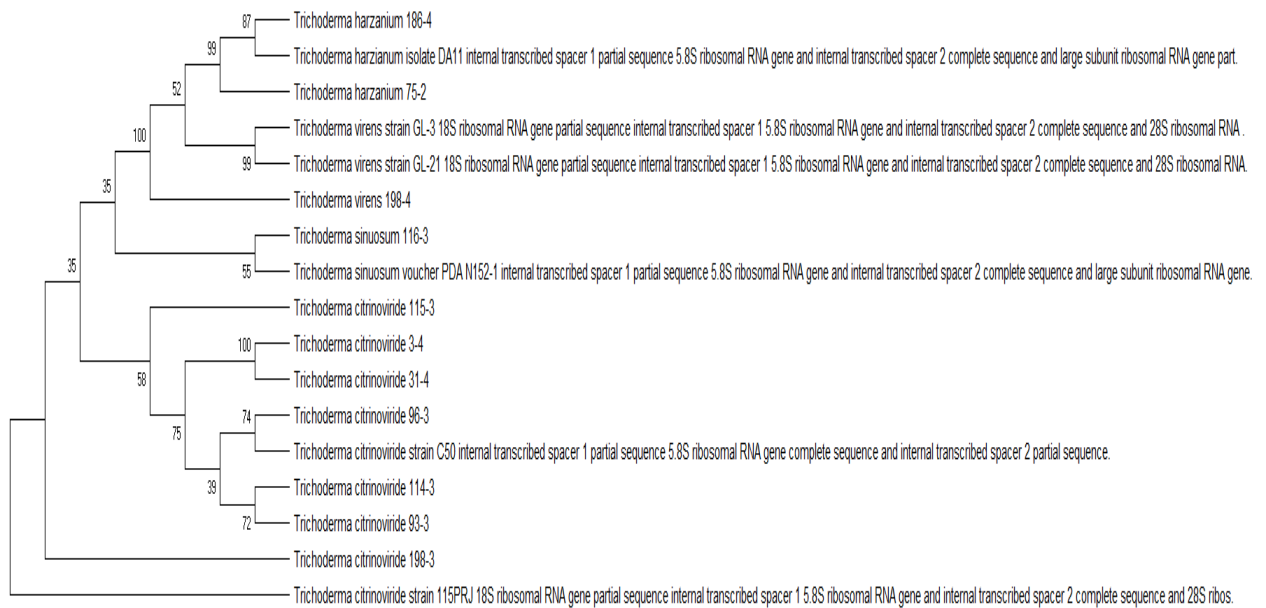 87
Trichoderma harzanium 186-4
99
Trichoderma harzianum isolate DA11 internal transcribed spacer 1 partial sequence 5.8S ribosomal RNA gene and internal transcribed spacer 2 complete sequence and large subunit ribosomal RNA gene part.
52
Trichoderma harzanium 75-2
100
Trichoderma virens strain GL-3 18S ribosomal RNA gene partial sequence internal transcribed spacer 1 5.8S ribosomal RNA gene and internal transcribed spacer 2 complete sequence and 28S ribosomal RNA .
99
Trichoderma virens strain GL-21 18S ribosomal RNA gene partial sequence internal transcribed spacer 1 5.8S ribosomal RNA gene and internal transcribed spacer 2 complete sequence and 28S ribosomal RNA.
35
Trichoderma virens 198-4
Trichoderma sinuosum 116-3
35
55
Trichoderma sinuosum voucher PDA N152-1 internal transcribed spacer 1 partial sequence 5.8S ribosomal RNA gene and internal transcribed spacer 2 complete sequence and large subunit ribosomal RNA gene.
Trichoderma citrinoviride 115-3
100
Trichoderma citrinoviride 3-4
58
Trichoderma citrinoviride 31-4
74
Trichoderma citrinoviride 96-3
75
Trichoderma citrinoviride strain C50 internal transcribed spacer 1 partial sequence 5.8S ribosomal RNA gene complete sequence and internal transcribed spacer 2 partial sequence.
39
Trichoderma citrinoviride 114-3
72
Trichoderma citrinoviride 93-3
Trichoderma citrinoviride 198-3
Trichoderma citrinoviride strain 115PRJ 18S ribosomal RNA gene partial sequence internal transcribed spacer 1 5.8S ribosomal RNA gene and internal transcribed spacer 2 complete sequence and 28S ribos.